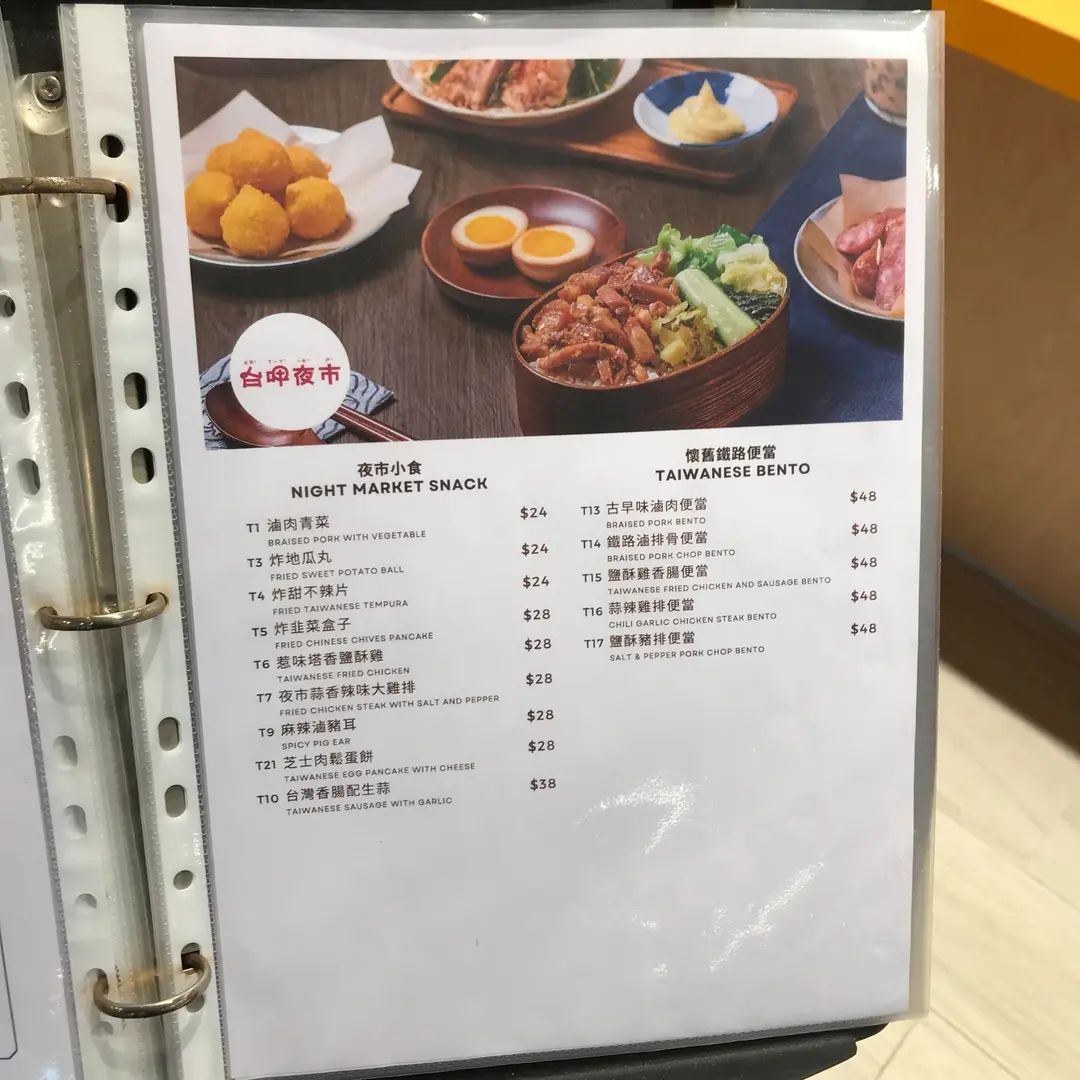 台呷夜市
夜市小食
NIGHT MARKET SNACK
T1 滷肉青菜 $24
BRAISED PORK WITH VEGETABLE
T3 炸地瓜丸 $24
FRIED SWEET POTATO BALL
T4 炸甜不辣片 $24
FRIED TAIWANESE TEMPURA
T5 炸韭菜盒子 $28
FRIED CHINESE CHIVES PANCAKE
T6 惹味塔香鹽酥雞 $28
TAIWANESE FRIED CHICKEN
T7 夜市蒜香辣味大雞排 $28
FRIED CHICKEN STEAK WITH SALT AND PEPPER
T9 麻辣滷豬耳 $28
SPICY PIG EAR
T21 芝士肉鬆蛋餅 $28
TAIWANESE EGG PANCAKE WITH CHEESE
T10 台灣香腸配生蒜 $38
TAIWANESE SAUSAGE WITH GARLIC
懷舊鐵路便當
TAIWANESE BENTO
T13 古早味滷肉便當 $48
BRAISED PORK BENTO
T14 鐵路滷排骨便當 $48
BRAISED PORK CHOP BENTO
T15 鹽酥雞香腸便當 $48
TAIWANESE FRIED CHICKEN AND SAUSAGE BENTO
T16 蒜辣雞排便當 $48
CHILI GARLIC CHICKEN STEAK BENTO
T17 鹽酥豬排便當 $48
SALT & PEPPER PORK CHOP BENTO